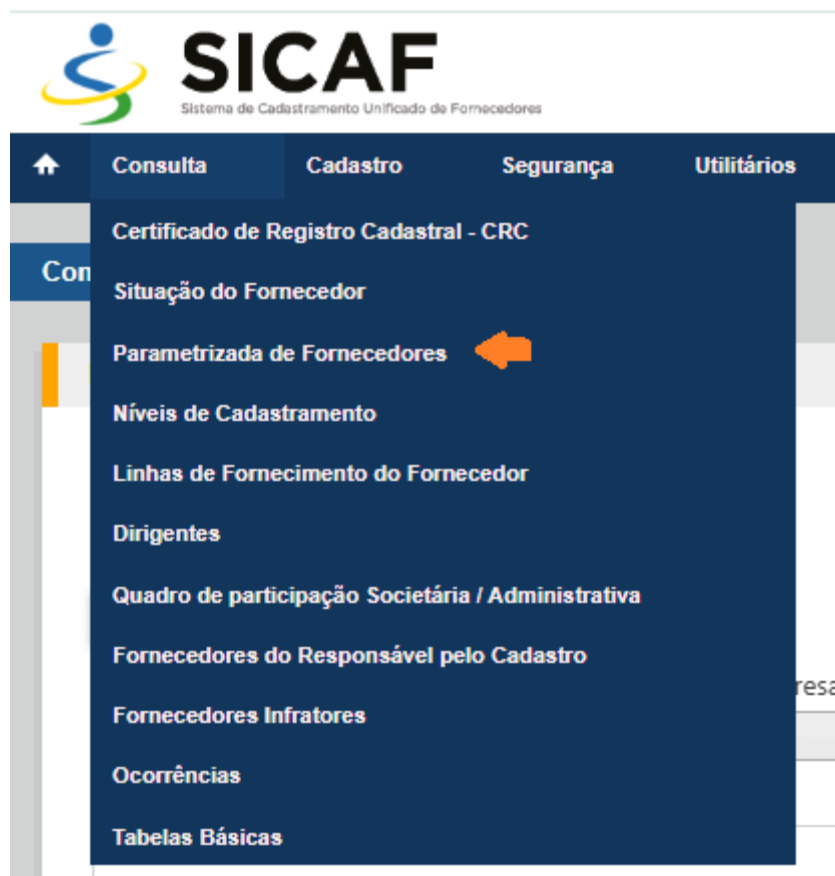 SICAF
Sistema de Cadastramento Unificado de Fornecedores
Consulta Cadastro Segurança Utilitários
Certificado de Registro Cadastral - CRC
Con
Situação do Fornecedor
Parametrizada de Fornecedores
Níveis de Cadastramento
Linhas de Fornecimento do Fornecedor
Dirigentes
Quadro de participação Societária / Administrativa
Fornecedores do Responsável pelo Cadastro
resa
Fornecedores Infratores
Ocorrências
Tabelas Básicas